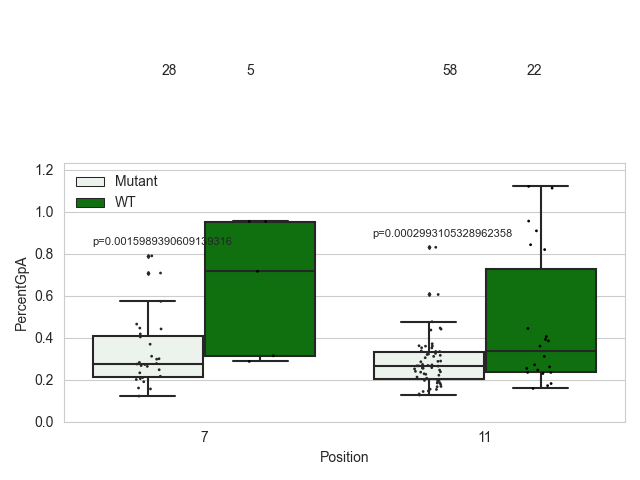 28 5 58 22
1.2
Mutant
WT
1.0
p=0.0015989390609139316
p=0.0002993105328962358
0.8
0.6
0.4
0.2
0.0
PercentGpA
7 11
Position